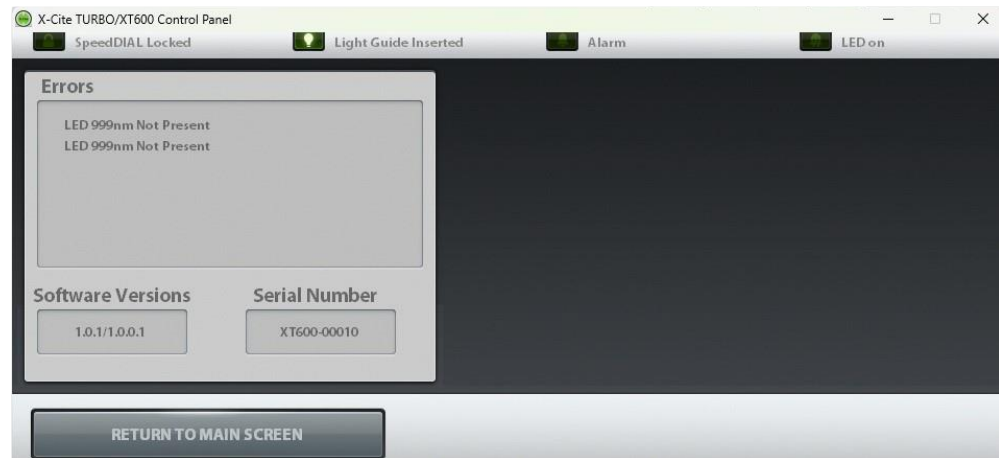 X-Cite TURBO/XT600 Control Panel
SpeedDIAL Locked Light Guide Inserted Alarm LED on
Errors
LED 999nm Not Present
LED 999nm Not Present
Software Versions Serial Number
1.0.1/1.0.0.1 XT600-00010
RETURN TO MAIN SCREEN